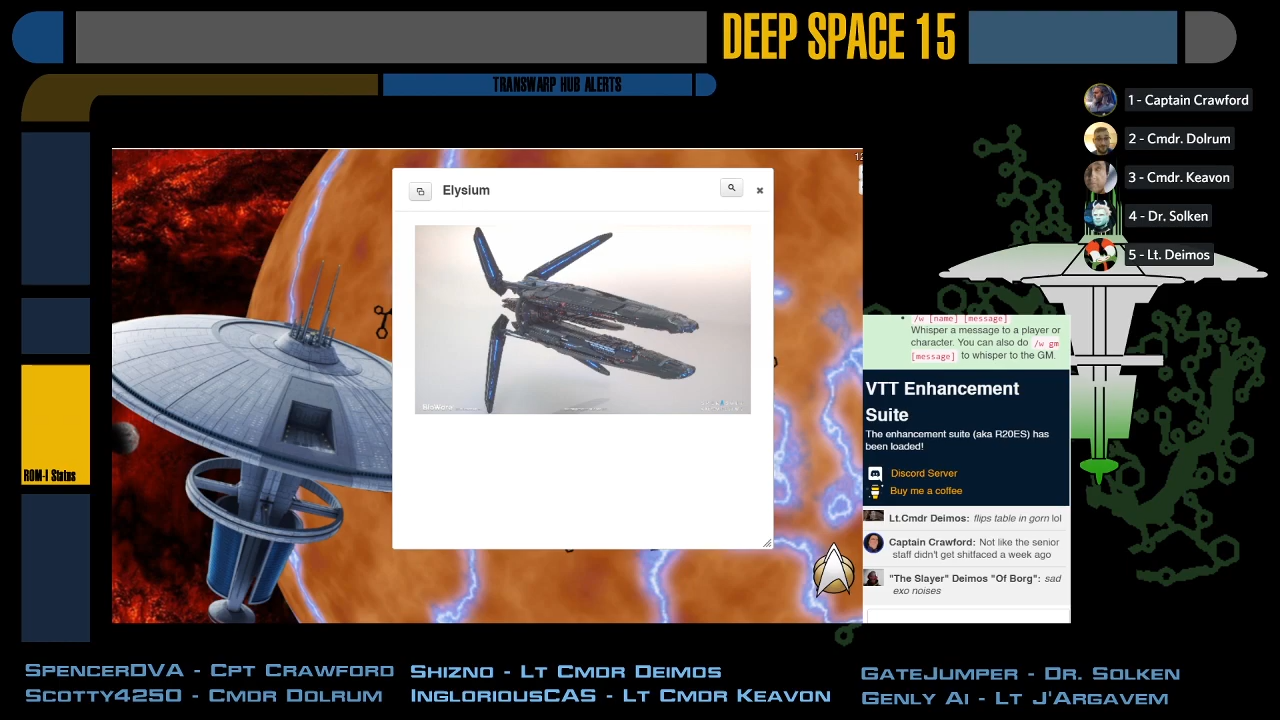 DEEP SPACE 15
TRANSWARP HUB ALERTS
1 - Captain Crawford
2 - Cmdr. Dolrum
3 - Cmdr. Keavon
4 - Dr. Solken
5 - Lt. Deimos
12
Elysium
/w [name] [message]
Whisper a message to a player or
character. You can also do /w gm
[message] to whisper to the GM.
VTT Enhancement
Suite
The enhancement suite (aka R20ES) has
been loaded!
Discord Server
Buy me a coffee
Lt.Cmdr Deimos: flips table in gorn lol
Captain Crawford: Not like the senior
staff didn't get shitfaced a week ago
"The Slayer" Deimos "Of Borg": sad
exo noises
ROM-I Status
SpencerDVA - Cpt Crawford
Scotty4250 - Cmdr Dolrum
Shizno - Lt Cmdr Deimos
IngloriousCAS - Lt Cmdr Keavon
GateJumper - Dr. Solken
Genly Ai - Lt J'Argavem